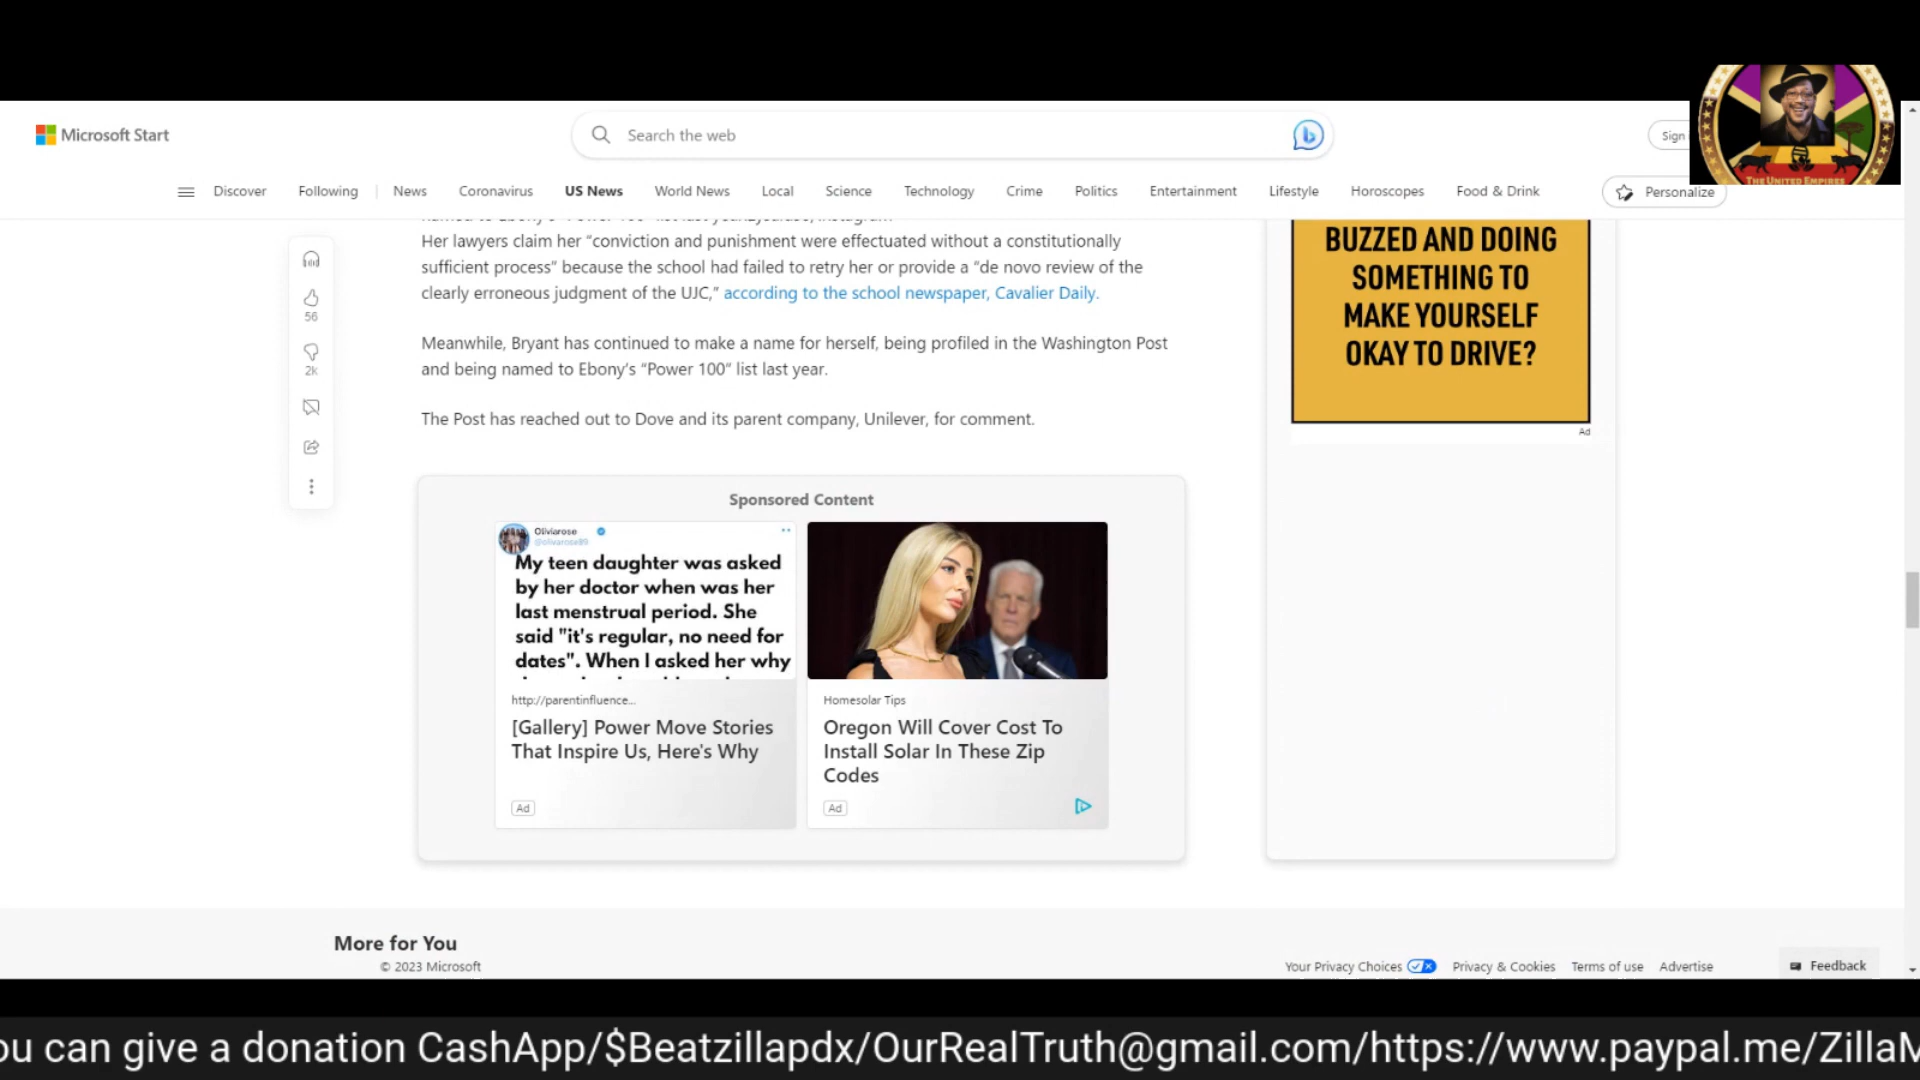 Microsoft Start
Search the web
Sign
THE UNITED EMPIRES
Discover
Following
News
Coronavirus
US News
World News
Local
Science
Technology
Crime
Politics
Entertainment
Lifestyle
Horoscopes
Food & Drink
Personalize
Her lawyers claim her “conviction and punishment were effectuated without a constitutionally
sufficient process” because the school had failed to retry her or provide a “de novo review of the
clearly erroneous judgment of the UJC,” according to the school newspaper, Cavalier Daily.
56
2k
Meanwhile, Bryant has continued to make a name for herself, being profiled in the Washington Post
and being named to Ebony’s “Power 100” list last year.
The Post has reached out to Dove and its parent company, Unilever, for comment.
BUZZED AND DOING
SOMETHING TO
MAKE YOURSELF
OKAY TO DRIVE?
Ad
Sponsored Content
Oliviarose
@olivarose89
My teen daughter was asked
by her doctor when was her
last menstrual period. She
said "it's regular, no need for
dates". When I asked her why
http://parentinfluence...
[Gallery] Power Move Stories
That Inspire Us, Here's Why
Ad
Homesolar Tips
Oregon Will Cover Cost To
Install Solar In These Zip
Codes
Ad
More for You
© 2023 Microsoft
Your Privacy Choices
Privacy & Cookies
Terms of use
Advertise
Feedback
ou can give a donation CashApp/$Beatzillapdx/OurRealTruth@gmail.com/https://www.paypal.me/ZillaM